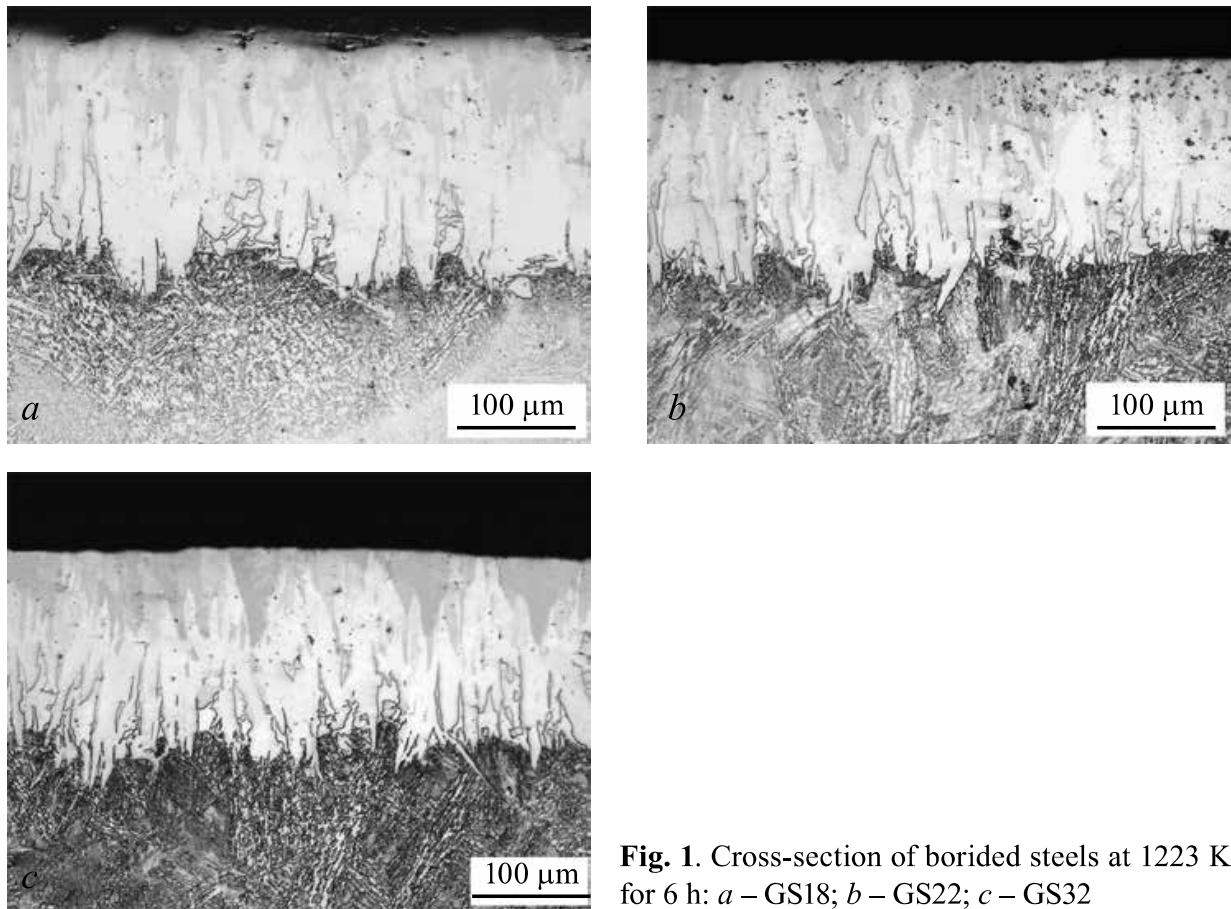 a
100 µm
b
100 µm
c
100 µm
Fig. 1. Cross-section of borided steels at 1223 K
for 6 h: a – GS18; b – GS22; c – GS32